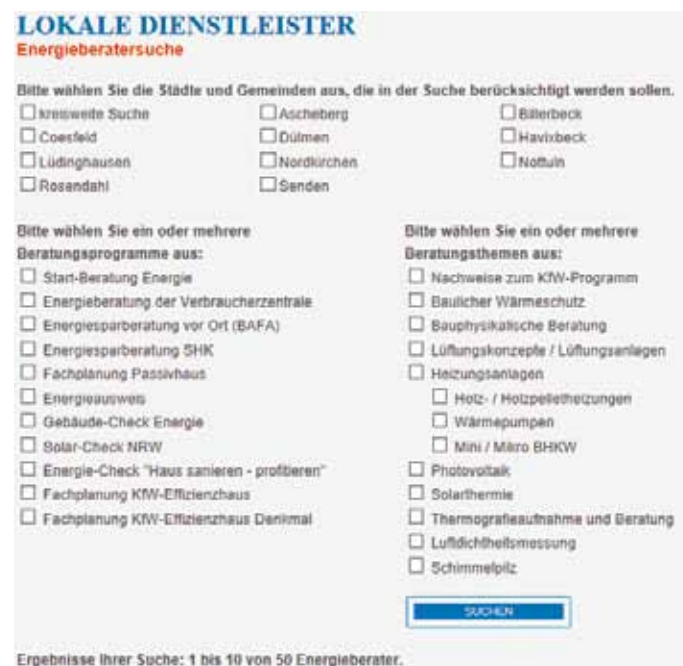 LOKALE DIENSTLEISTER
Energieberatersuche
Bitte wählen Sie die Städte und Gemeinden aus, die in der Suche berücksichtigt werden sollen.
kreisweite Suche Ascheberg Billerbeck
Coesfeld Dülmen Havixbeck
Lüdinghausen Nordkirchen Nottuln
Rosendahl Senden
Bitte wählen Sie ein oder mehrere
Beratungsprogramme aus:
Start-Beratung Energie
Energieberatung der Verbraucherzentrale
Energiesparberatung vor Ort (BAFA)
Energiesparberatung SHK
Fachplanung Passivhaus
Energieausweis
Gebäude-Check Energie
Solar-Check NRW
Energie-Check "Haus sanieren - profitieren"
Fachplanung KfW-Effizienzhaus
Fachplanung KfW-Effizienzhaus Denkmal
Bitte wählen Sie ein oder mehrere
Beratungsthemen aus:
Nachweise zum KfW-Programm
Baulicher Wärmeschutz
Bauphysikalische Beratung
Lüftungskonzepte / Lüftungsanlagen
Heizungsanlagen
Holz- / Holzpelletheizungen
Wärmepumpen
Mini / Mikro BHKW
Photovoltaik
Solarthermie
Thermografieaufnahme und Beratung
Luftdichtheitsmessung
Schimmelpilz
SUCHEN
Ergebnisse Ihrer Suche: 1 bis 10 von 50 Energieberater.